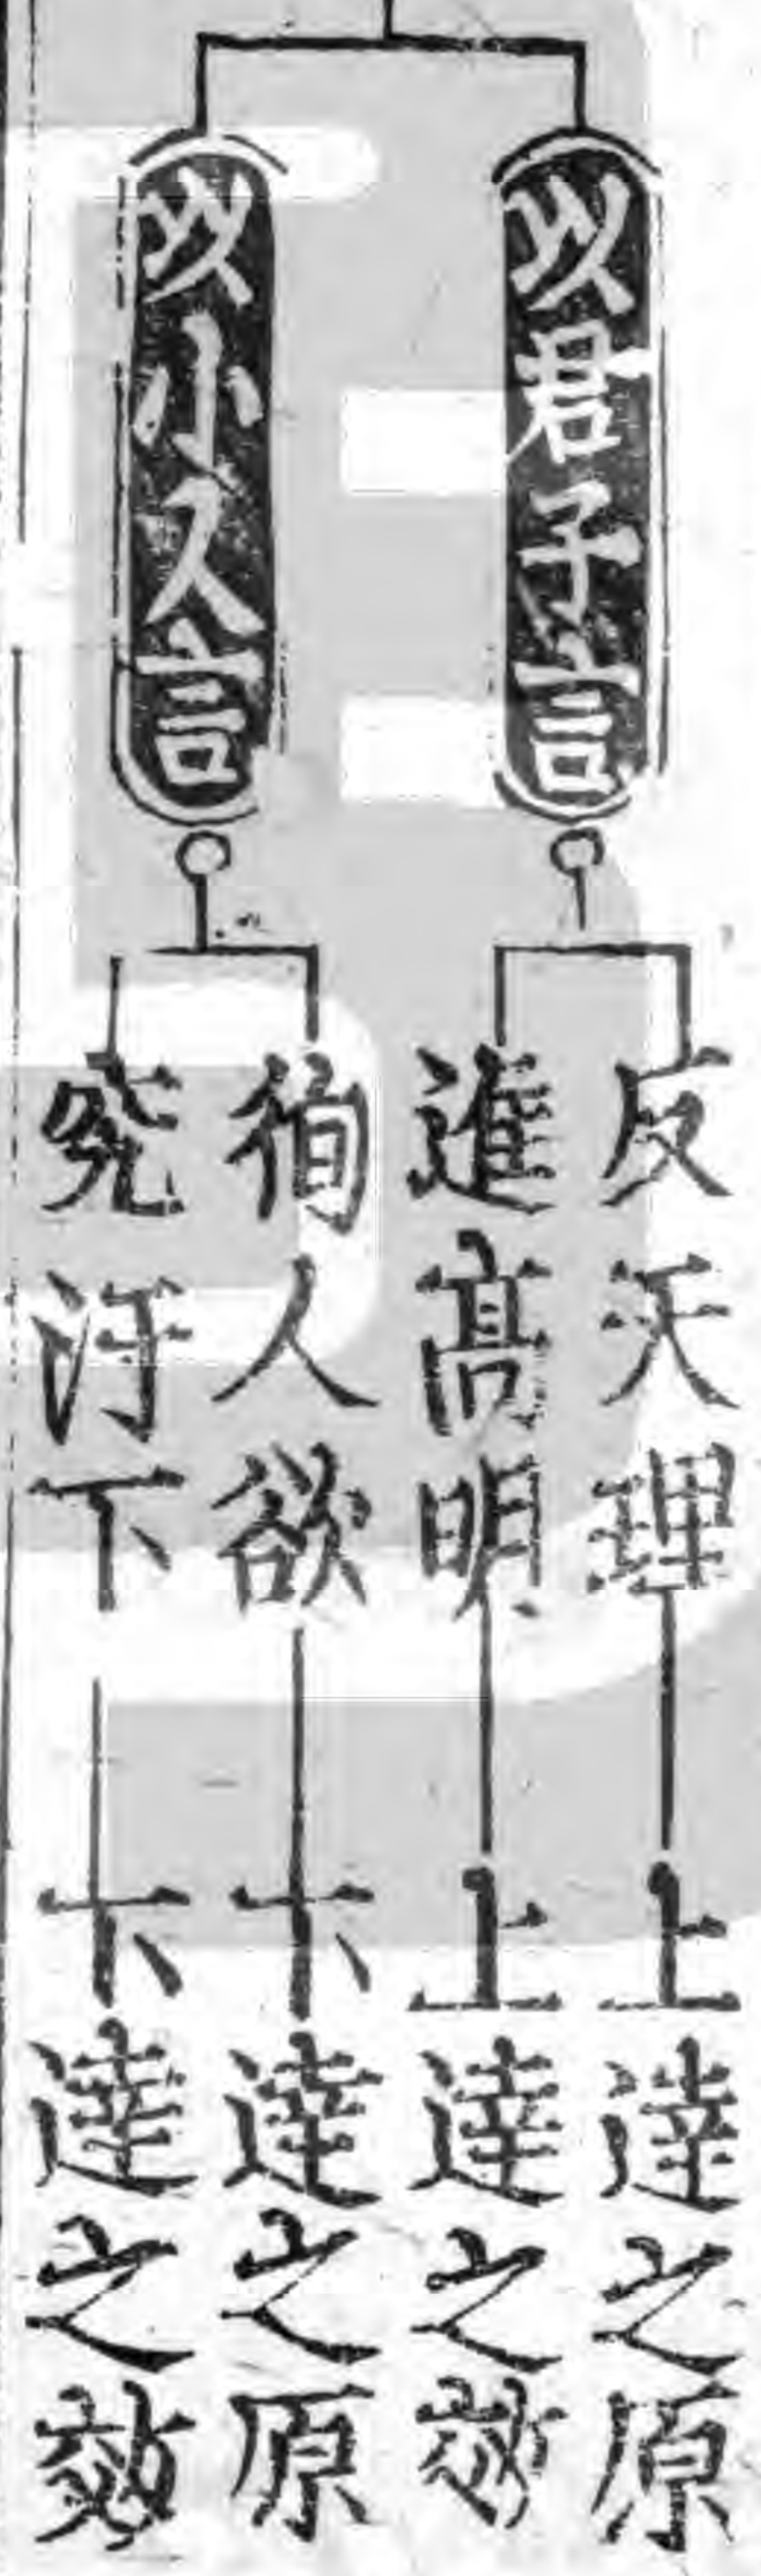 以君子言
反天理
上達之原
進高明
上達之效
以小人言
徇人欲
下達之原
究汙下
下達之效